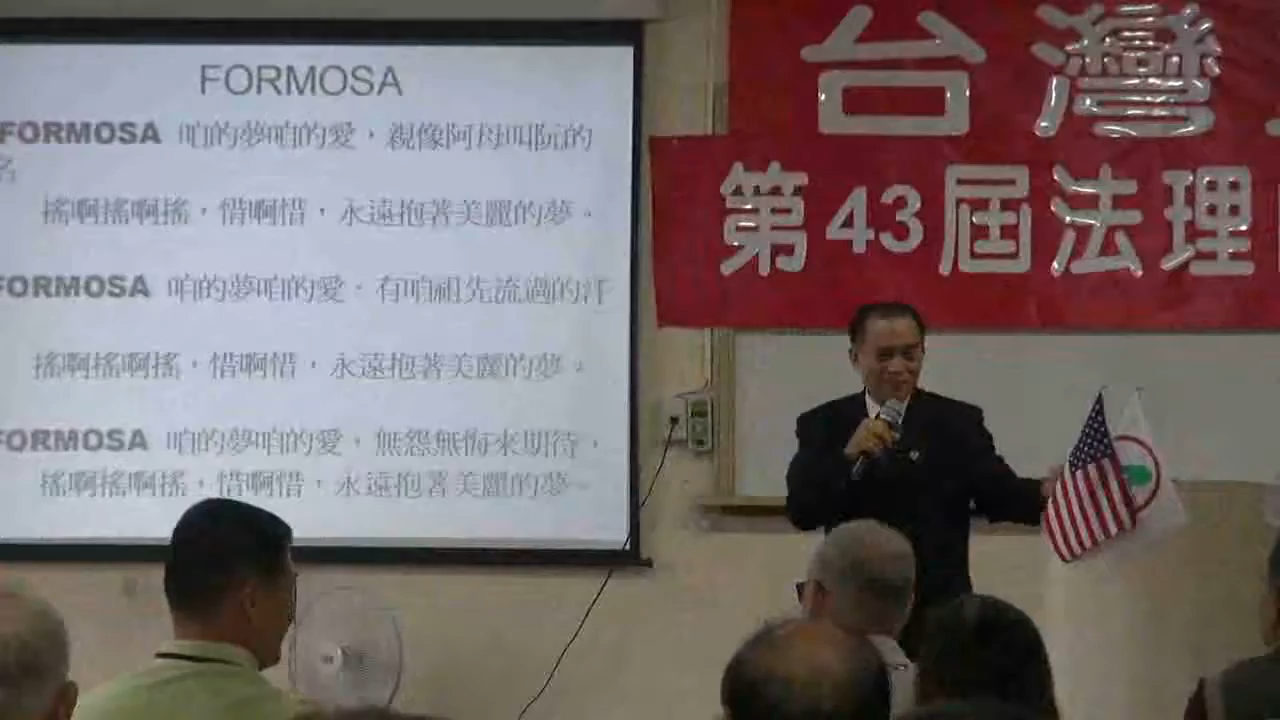 FORMOSA
FORMOSA 咱的夢咱的愛，親像阿母叫阮的
名
搖啊搖啊搖，惜啊惜，永遠抱著美麗的夢。
FORMOSA 咱的夢咱的愛，有咱祖先流過的汗
搖啊搖啊搖，惜啊惜，永遠抱著美麗的夢。
FORMOSA 咱的夢咱的愛，無怨無悔來期待，
搖啊搖啊搖，惜啊惜，永遠抱著美麗的夢。
台灣
第43屆法理